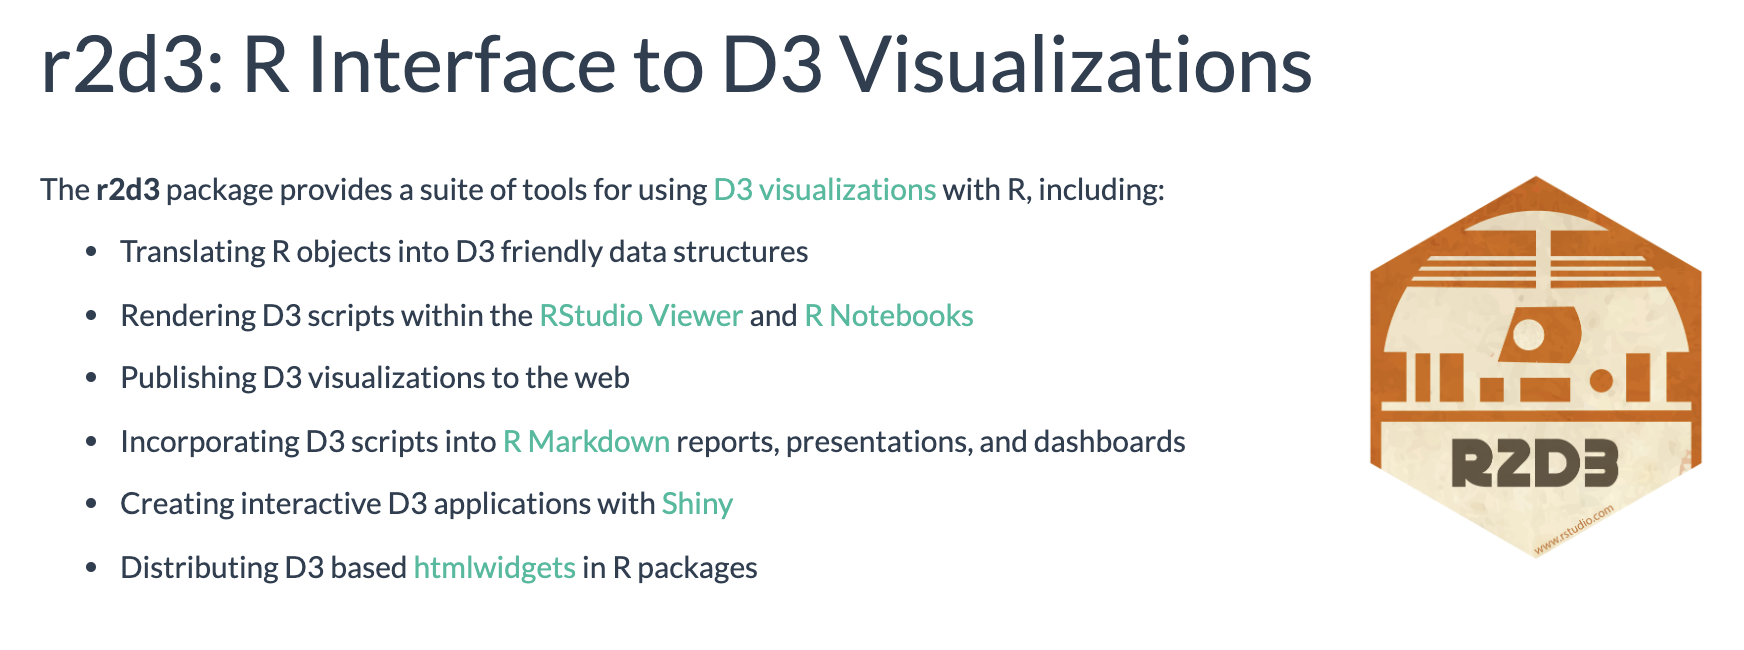 r2d3: R Interface to D3 Visualizations
The r2d3 package provides a suite of tools for using D3 visualizations with R, including:
• Translating R objects into D3 friendly data structures
• Rendering D3 scripts within the RStudio Viewer and R Notebooks
• Publishing D3 visualizations to the web
• Incorporating D3 scripts into R Markdown reports, presentations, and dashboards
• Creating interactive D3 applications with Shiny
• Distributing D3 based htmlwidgets in R packages
R2D3
www.rstudio.com